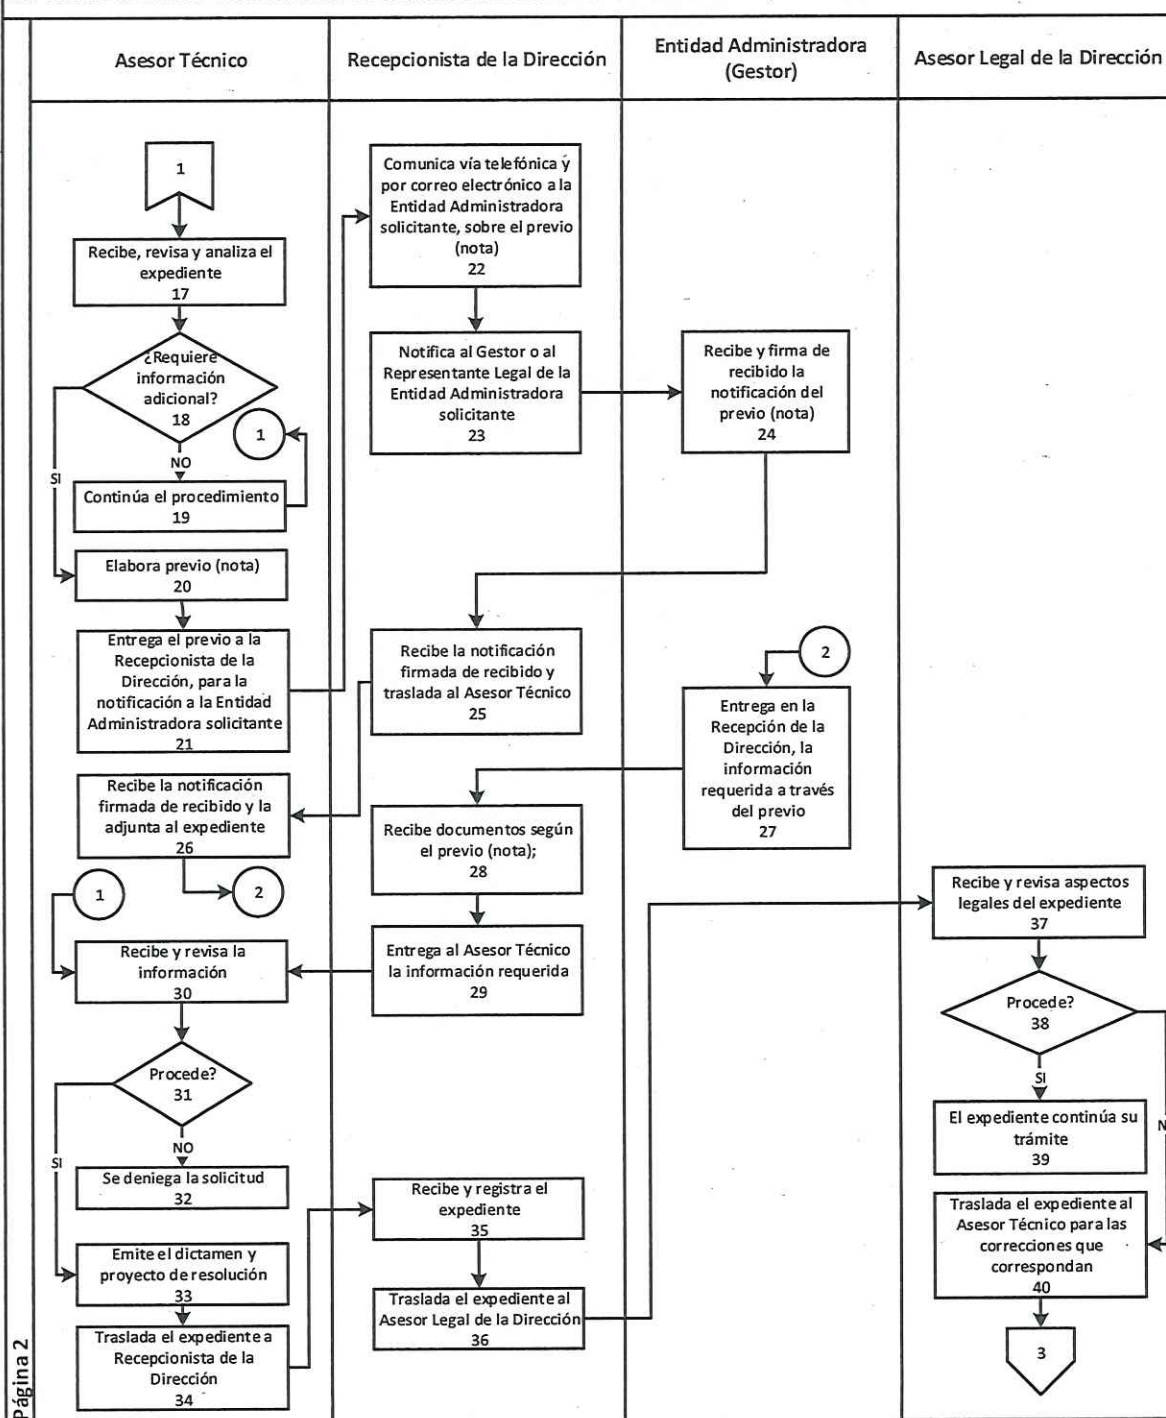 Asesor Técnico
Recepcionista de la Dirección
Entidad Administradora
(Gestor)
Asesor Legal de la Dirección
1
Recibe, revisa y analiza el
expediente
17
¿Requiere
información
adicional?
18
1
NO
SI
Continúa el procedimiento
19
Elabora previo (nota)
20
Entrega el previo a la
Recepcionista de la
Dirección, para la
notificación a la Entidad
Administradora solicitante
21
Comunica vía telefónica y
por correo electrónico a la
Entidad Administradora
solicitante, sobre el previo
(nota)
22
Notifica al Gestor o al
Representante Legal de la
Entidad Administradora
solicitante
23
Recibe y firma de
recibido la
notificación del
previo (nota)
24
Recibe la notificación
firmada de recibido y
traslada al Asesor Técnico
25
Recibe la notificación
firmada de recibido y la
adjunta al expediente
26
2
2
Entrega en la
Recepción de la
Dirección, la
información
requerida a través
del previo
27
Recibe documentos según
el previo (nota);
28
Entrega al Asesor Técnico
la información requerida
29
1
Recibe y revisa la
información
30
Procede?
31
NO
SI
Se deniega la solicitud
32
Emite el dictamen y
proyecto de resolución
33
Traslada el expediente a
Recepcionista de la
Dirección
34
Recibe y registra el
expediente
35
Traslada el expediente al
Asesor Legal de la Dirección
36
Recibe y revisa aspectos
legales del expediente
37
Procede?
38
SI
El expediente continúa su
trámite
39
Traslada el expediente al
Asesor Técnico para las
correcciones que
correspondan
40
3
Página 2